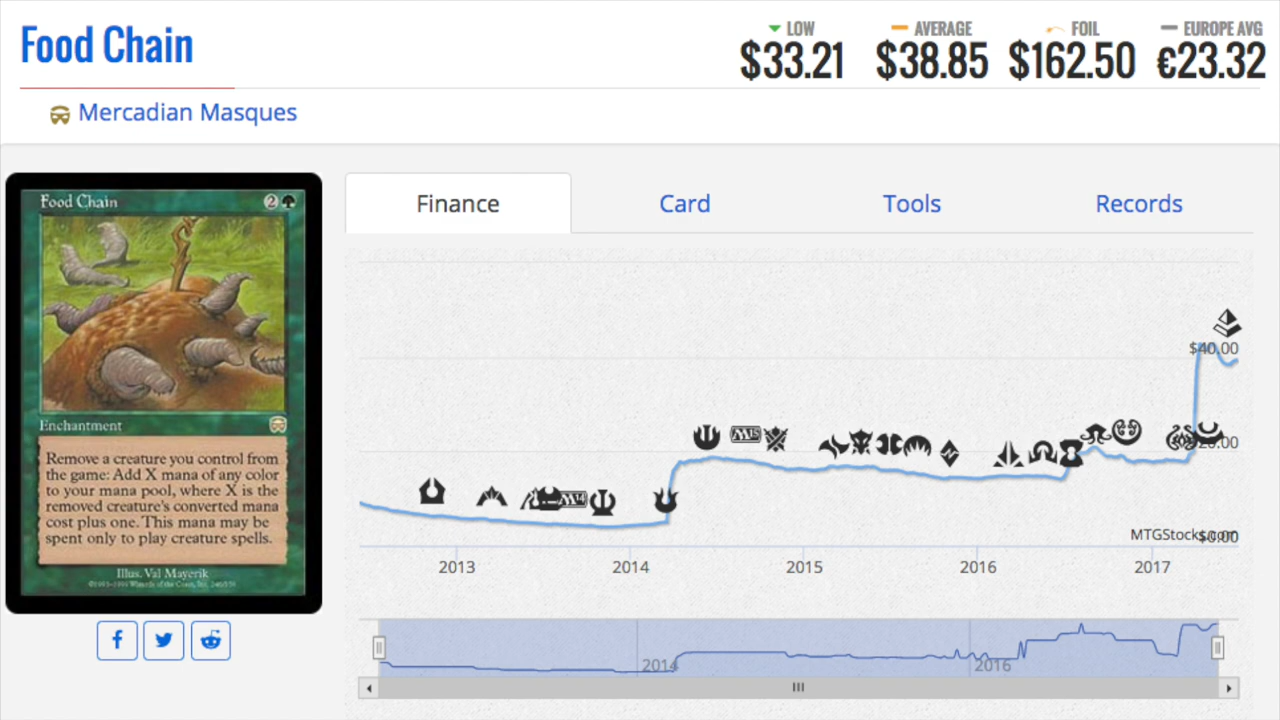 Food Chain
LOW
$33.21
AVERAGE
$38.85
FOIL
$162.50
EUROPE AVG
€23.32
Mercadian Masques
Food Chain 2
Enchantment
Remove a creature you control from
the game: Add X mana of any color
to your mana pool, where X is the
removed creature's converted mana
cost plus one. This mana may be
spent only to play creature spells.
Illus. Val Mayerik
Finance
Card
Tools
Records
$40.00
M15
$20.00
M14
MTGStocks.com
$0.00
2013
2014
2015
2016
2017
2014
2016